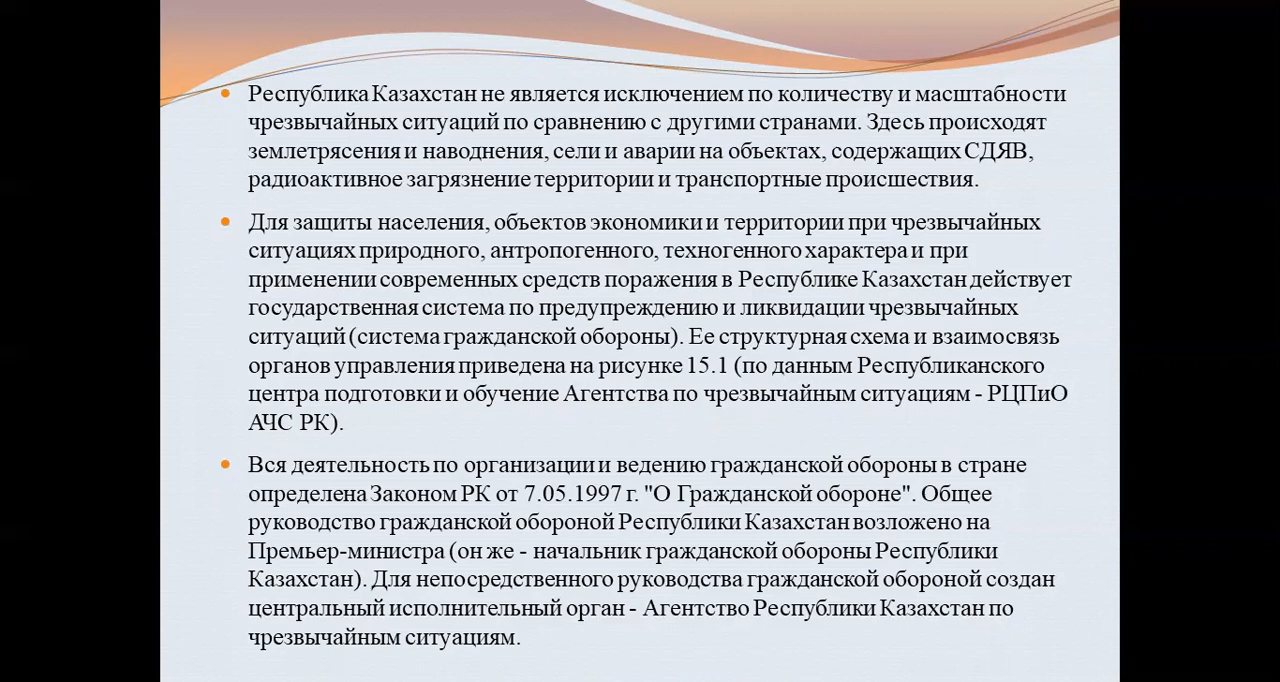 Республика Казахстан не является исключением по количеству и масштабности
чрезвычайных ситуаций по сравнению с другими странами. Здесь происходят
землетрясения и наводнения, сели и аварии на объектах, содержащих СДЯВ,
радиоактивное загрязнение территории и транспортные происшествия.
Для защиты населения, объектов экономики и территории при чрезвычайных
ситуациях природного, антропогенного, техногенного характера и при
применении современных средств поражения в Республике Казахстан действует
государственная система по предупреждению и ликвидации чрезвычайных
ситуаций (система гражданской обороны). Ее структурная схема и взаимосвязь
органов управления приведена на рисунке 15.1 (по данным Республиканского
центра подготовки и обучение Агентства по чрезвычайным ситуациям - РЦПиО
АЧС РК).
Вся деятельность по организации и ведению гражданской обороны в стране
определена Законом РК от 7.05.1997 г. "О Гражданской обороне". Общее
руководство гражданской обороной Республики Казахстан возложено на
Премьер-министра (он же - начальник гражданской обороны Республики
Казахстан). Для непосредственного руководства гражданской обороной создан
центральный исполнительный орган - Агентство Республики Казахстан по
чрезвычайным ситуациям.